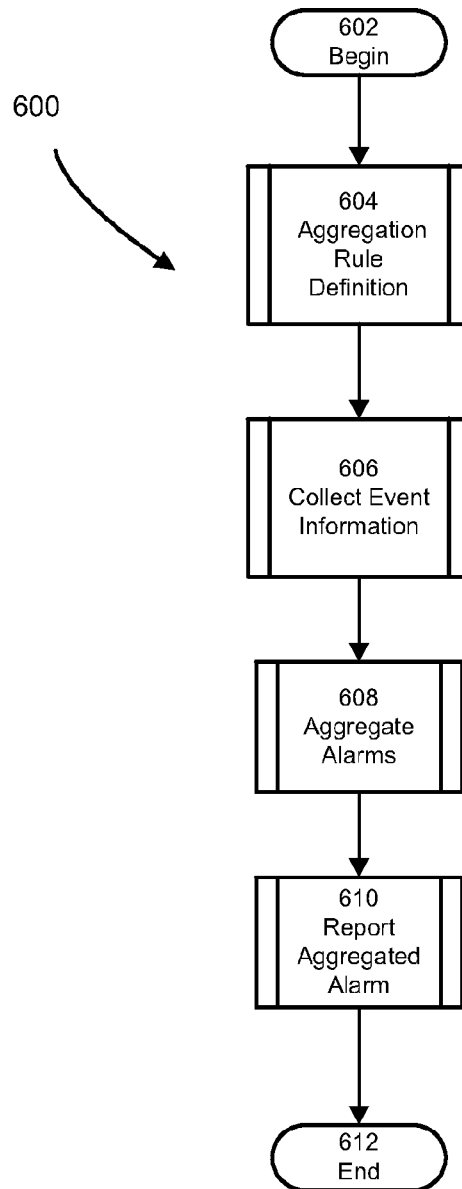 602
Begin
600
604
Aggregation
Rule
Definition
606
Collect Event
Information
608
Aggregate
Alarms
610
Report
Aggregated
Alarm
612
End